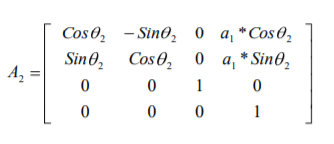 Cosθ₂ - Sinθ₂ 0 a₁ * Cosθ₂
Sinθ₂ Cosθ₂ 0 a₁ * Sinθ₂
A₂ =
0 0 1 0
0 0 0 1